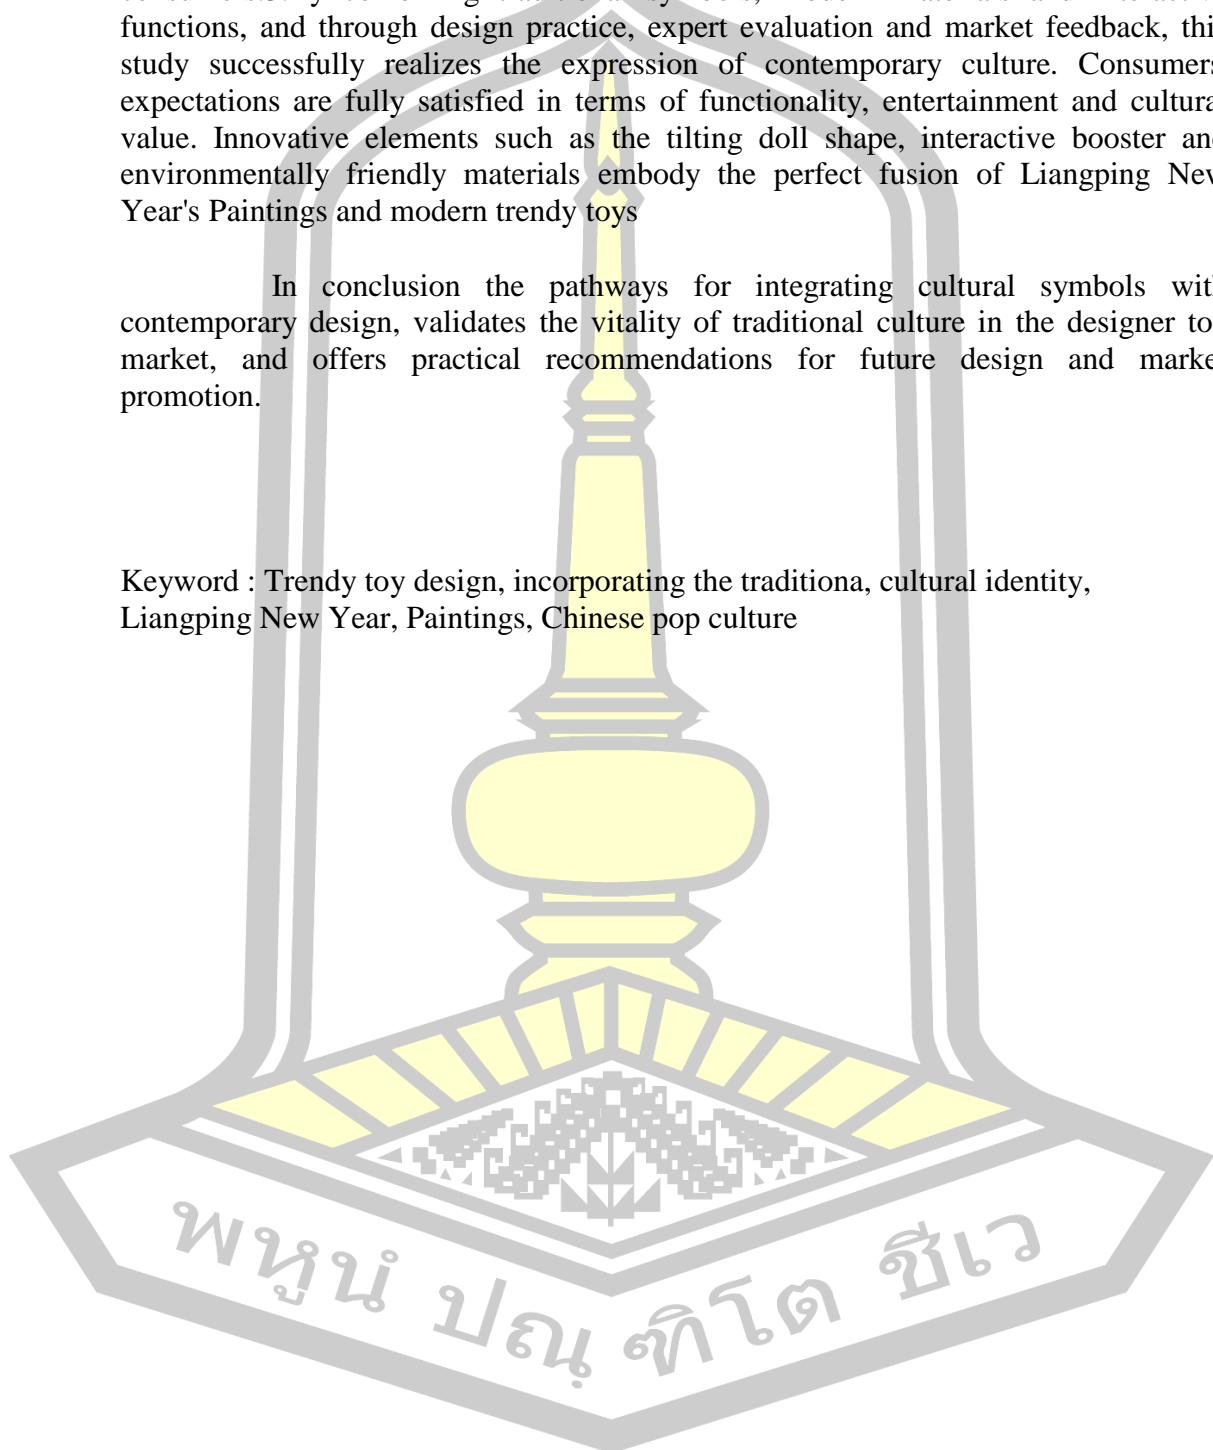 functions, and through design practice, expert evaluation and market feedback, thi
study successfully realizes the expression of contemporary culture. Consumers
expectations are fully satisfied in terms of functionality, entertainment and cultura
value. Innovative elements such as the tilting doll shape, interactive booster and
environmentally friendly materials embody the perfect fusion of Liangping New
Year's Paintings and modern trendy toys
In conclusion the pathways for integrating cultural symbols with
contemporary design, validates the vitality of traditional culture in the designer to
market, and offers practical recommendations for future design and marke
promotion.
Keyword : Trendy toy design, incorporating the traditiona, cultural identity,
Liangping New Year, Paintings, Chinese pop culture
พหูนํ ปณฺฑิโต ชีเว